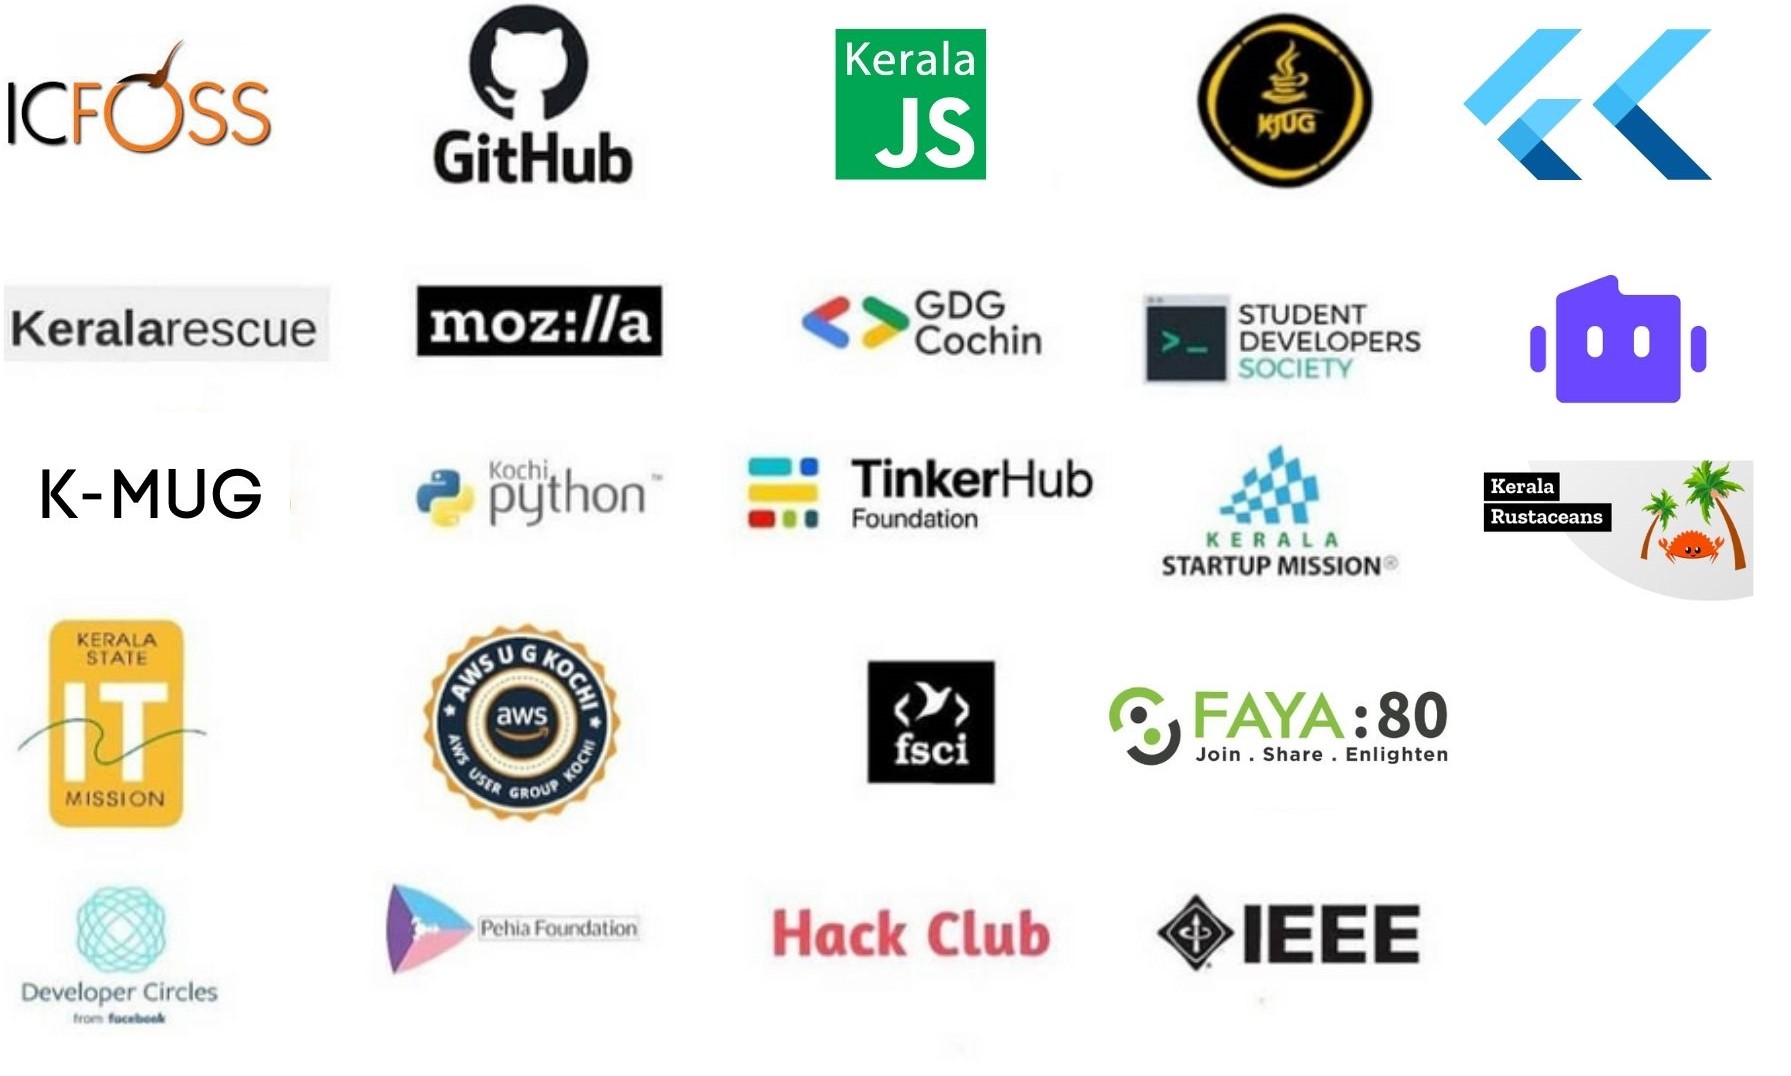 ICFOSS
GitHub
Kerala
JS
KJUG
Keralarescue
moz://a
GDG
Cochin
STUDENT
DEVELOPERS
SOCIETY
>_
K-MUG
Kochi
python™
TinkerHub
Foundation
KERALA
STARTUP MISSION®
Kerala
Rustaceans
KERALA
STATE
IT
MISSION
AWS U G KOCHI
aws
AWS USER GROUP KOCHI
fsci
FAYA:80
Join . Share . Enlighten
Developer Circles
from facebook
Pehia Foundation
Hack Club
IEEE